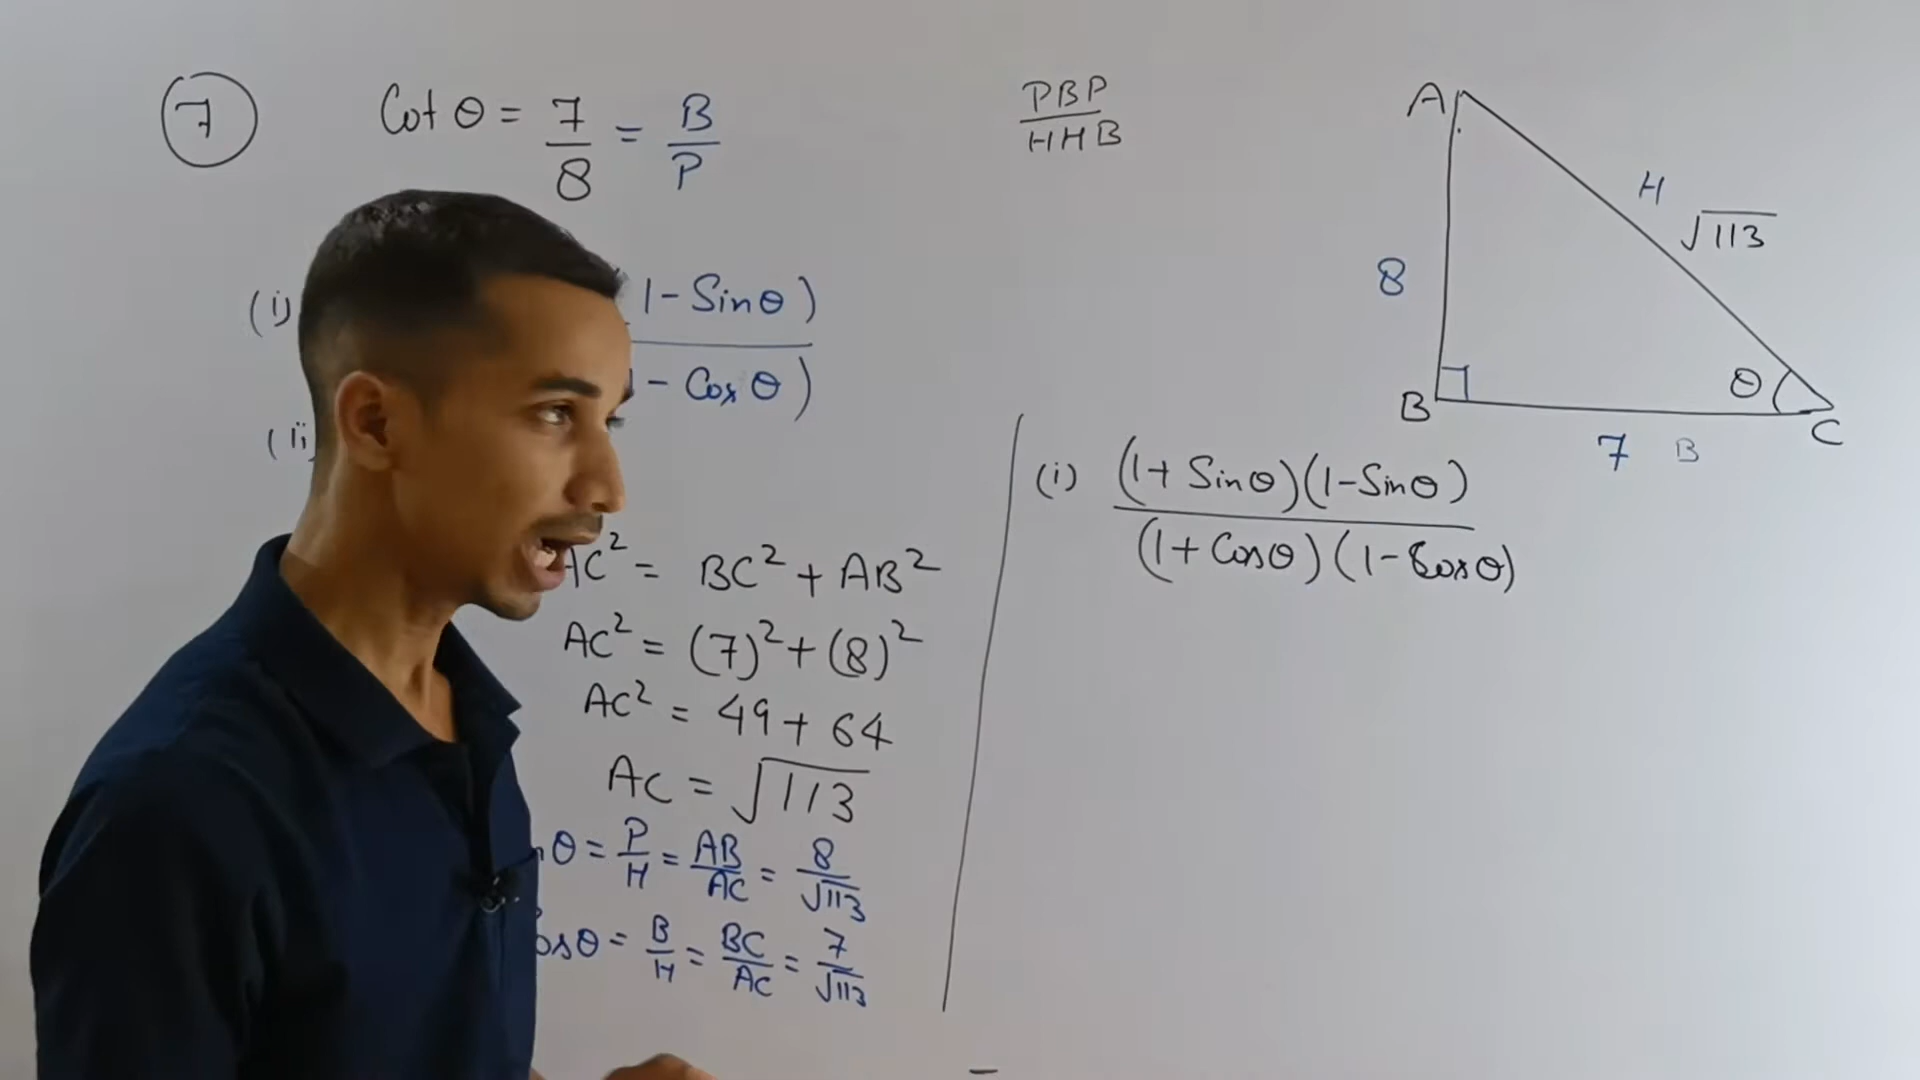 7 Cot θ = 7/8 = B/P
PBP/HHB
(i) 1 - Sinθ) / - Cosθ)
(ii
AC² = BC² + AB²
AC² = (7)² + (8)²
AC² = 49 + 64
AC = √113
θ = P/H = AB/AC = 8/√113
osθ = B/H = BC/AC = 7/√113
A
H
√113
8
θ
B
C
7 B
(i) (1 + Sinθ)(1 - Sinθ) / (1 + Cosθ)(1 - Cosθ)